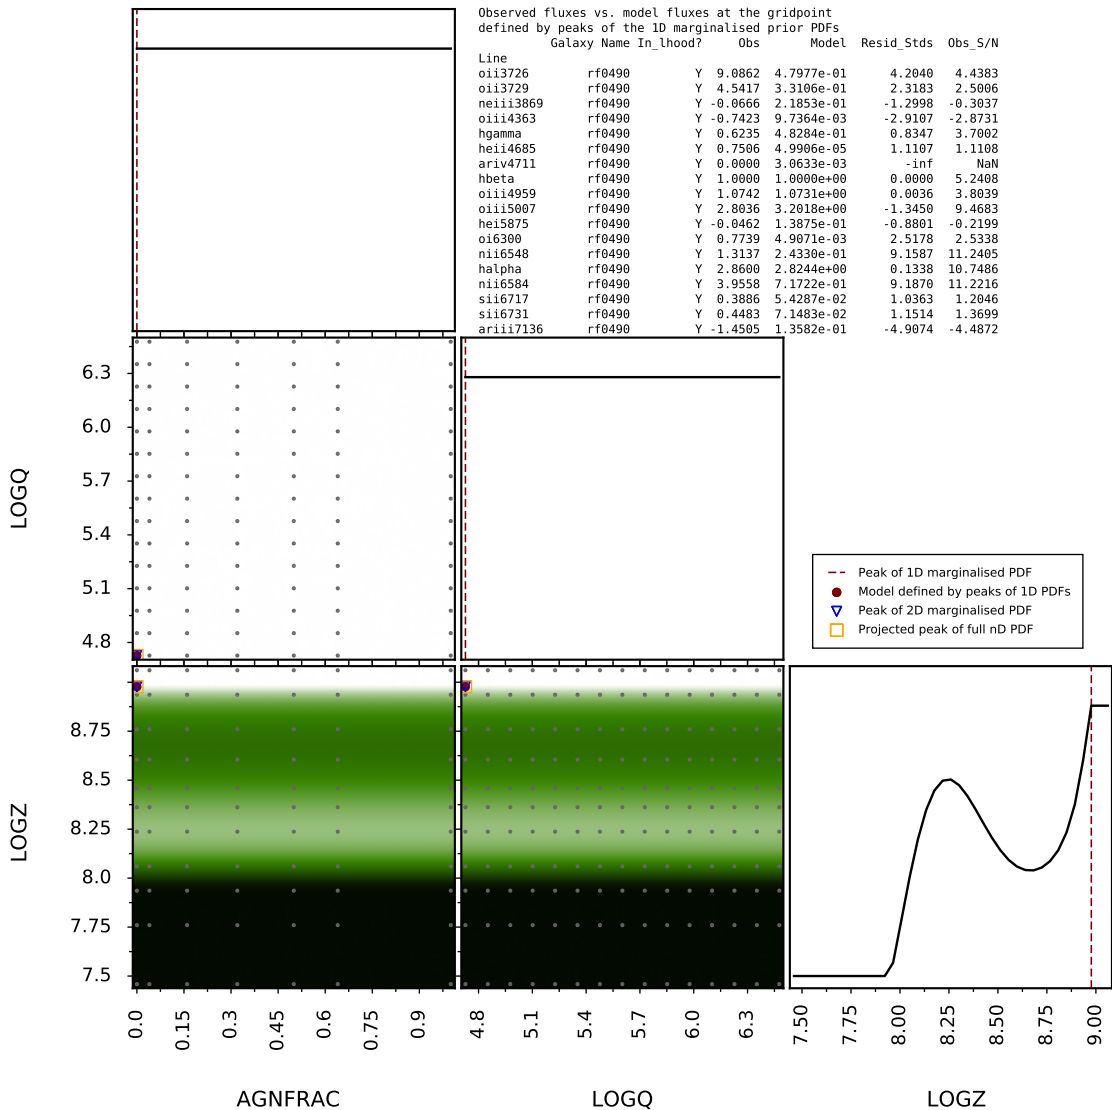 Observed fluxes vs. model fluxes at the gridpoint
defined by peaks of the 1D marginalised prior PDFs
Galaxy Name In_lhood? Obs Model Resid_Stds Obs_S/N
Line
oii3726 rf0490 Y 9.0862 4.7977e-01 4.2040 4.4383
oii3729 rf0490 Y 4.5417 3.3106e-01 2.3183 2.5006
neiii3869 rf0490 Y -0.0666 2.1853e-01 -1.2998 -0.3037
oiii4363 rf0490 Y -0.7423 9.7364e-03 -2.9107 -2.8731
hgamma rf0490 Y 0.6235 4.8284e-01 0.8347 3.7002
heii4685 rf0490 Y 0.7506 4.9906e-05 1.1107 1.1108
ariv4711 rf0490 Y 0.0000 3.0633e-03 -inf NaN
hbeta rf0490 Y 1.0000 1.0000e+00 0.0000 5.2408
oiii4959 rf0490 Y 1.0742 1.0731e+00 0.0036 3.8039
oiii5007 rf0490 Y 2.8036 3.2018e+00 -1.3450 9.4683
hei5875 rf0490 Y -0.0462 1.3875e-01 -0.8801 -0.2199
oi6300 rf0490 Y 0.7739 4.9071e-03 2.5178 2.5338
nii6548 rf0490 Y 1.3137 2.4330e-01 9.1587 11.2405
halpha rf0490 Y 2.8600 2.8244e+00 0.1338 10.7486
nii6584 rf0490 Y 3.9558 7.1722e-01 9.1870 11.2216
sii6717 rf0490 Y 0.3886 5.4287e-02 1.0363 1.2046
sii6731 rf0490 Y 0.4483 7.1483e-02 1.1514 1.3699
ariii7136 rf0490 Y -1.4505 1.3582e-01 -4.9074 -4.4872
6.3
6.0
5.7
5.4
5.1
4.8
LOGQ
Peak of 1D marginalised PDF
Model defined by peaks of 1D PDFs
Peak of 2D marginalised PDF
Projected peak of full nD PDF
8.75
8.5
8.25
8.0
7.75
7.5
LOGZ
0.0 0.15 0.3 0.45 0.6 0.75 0.9
4.8 5.1 5.4 5.7 6.0 6.3
7.50 7.75 8.00 8.25 8.50 8.75 9.00
AGNFRAC LOGQ LOGZ